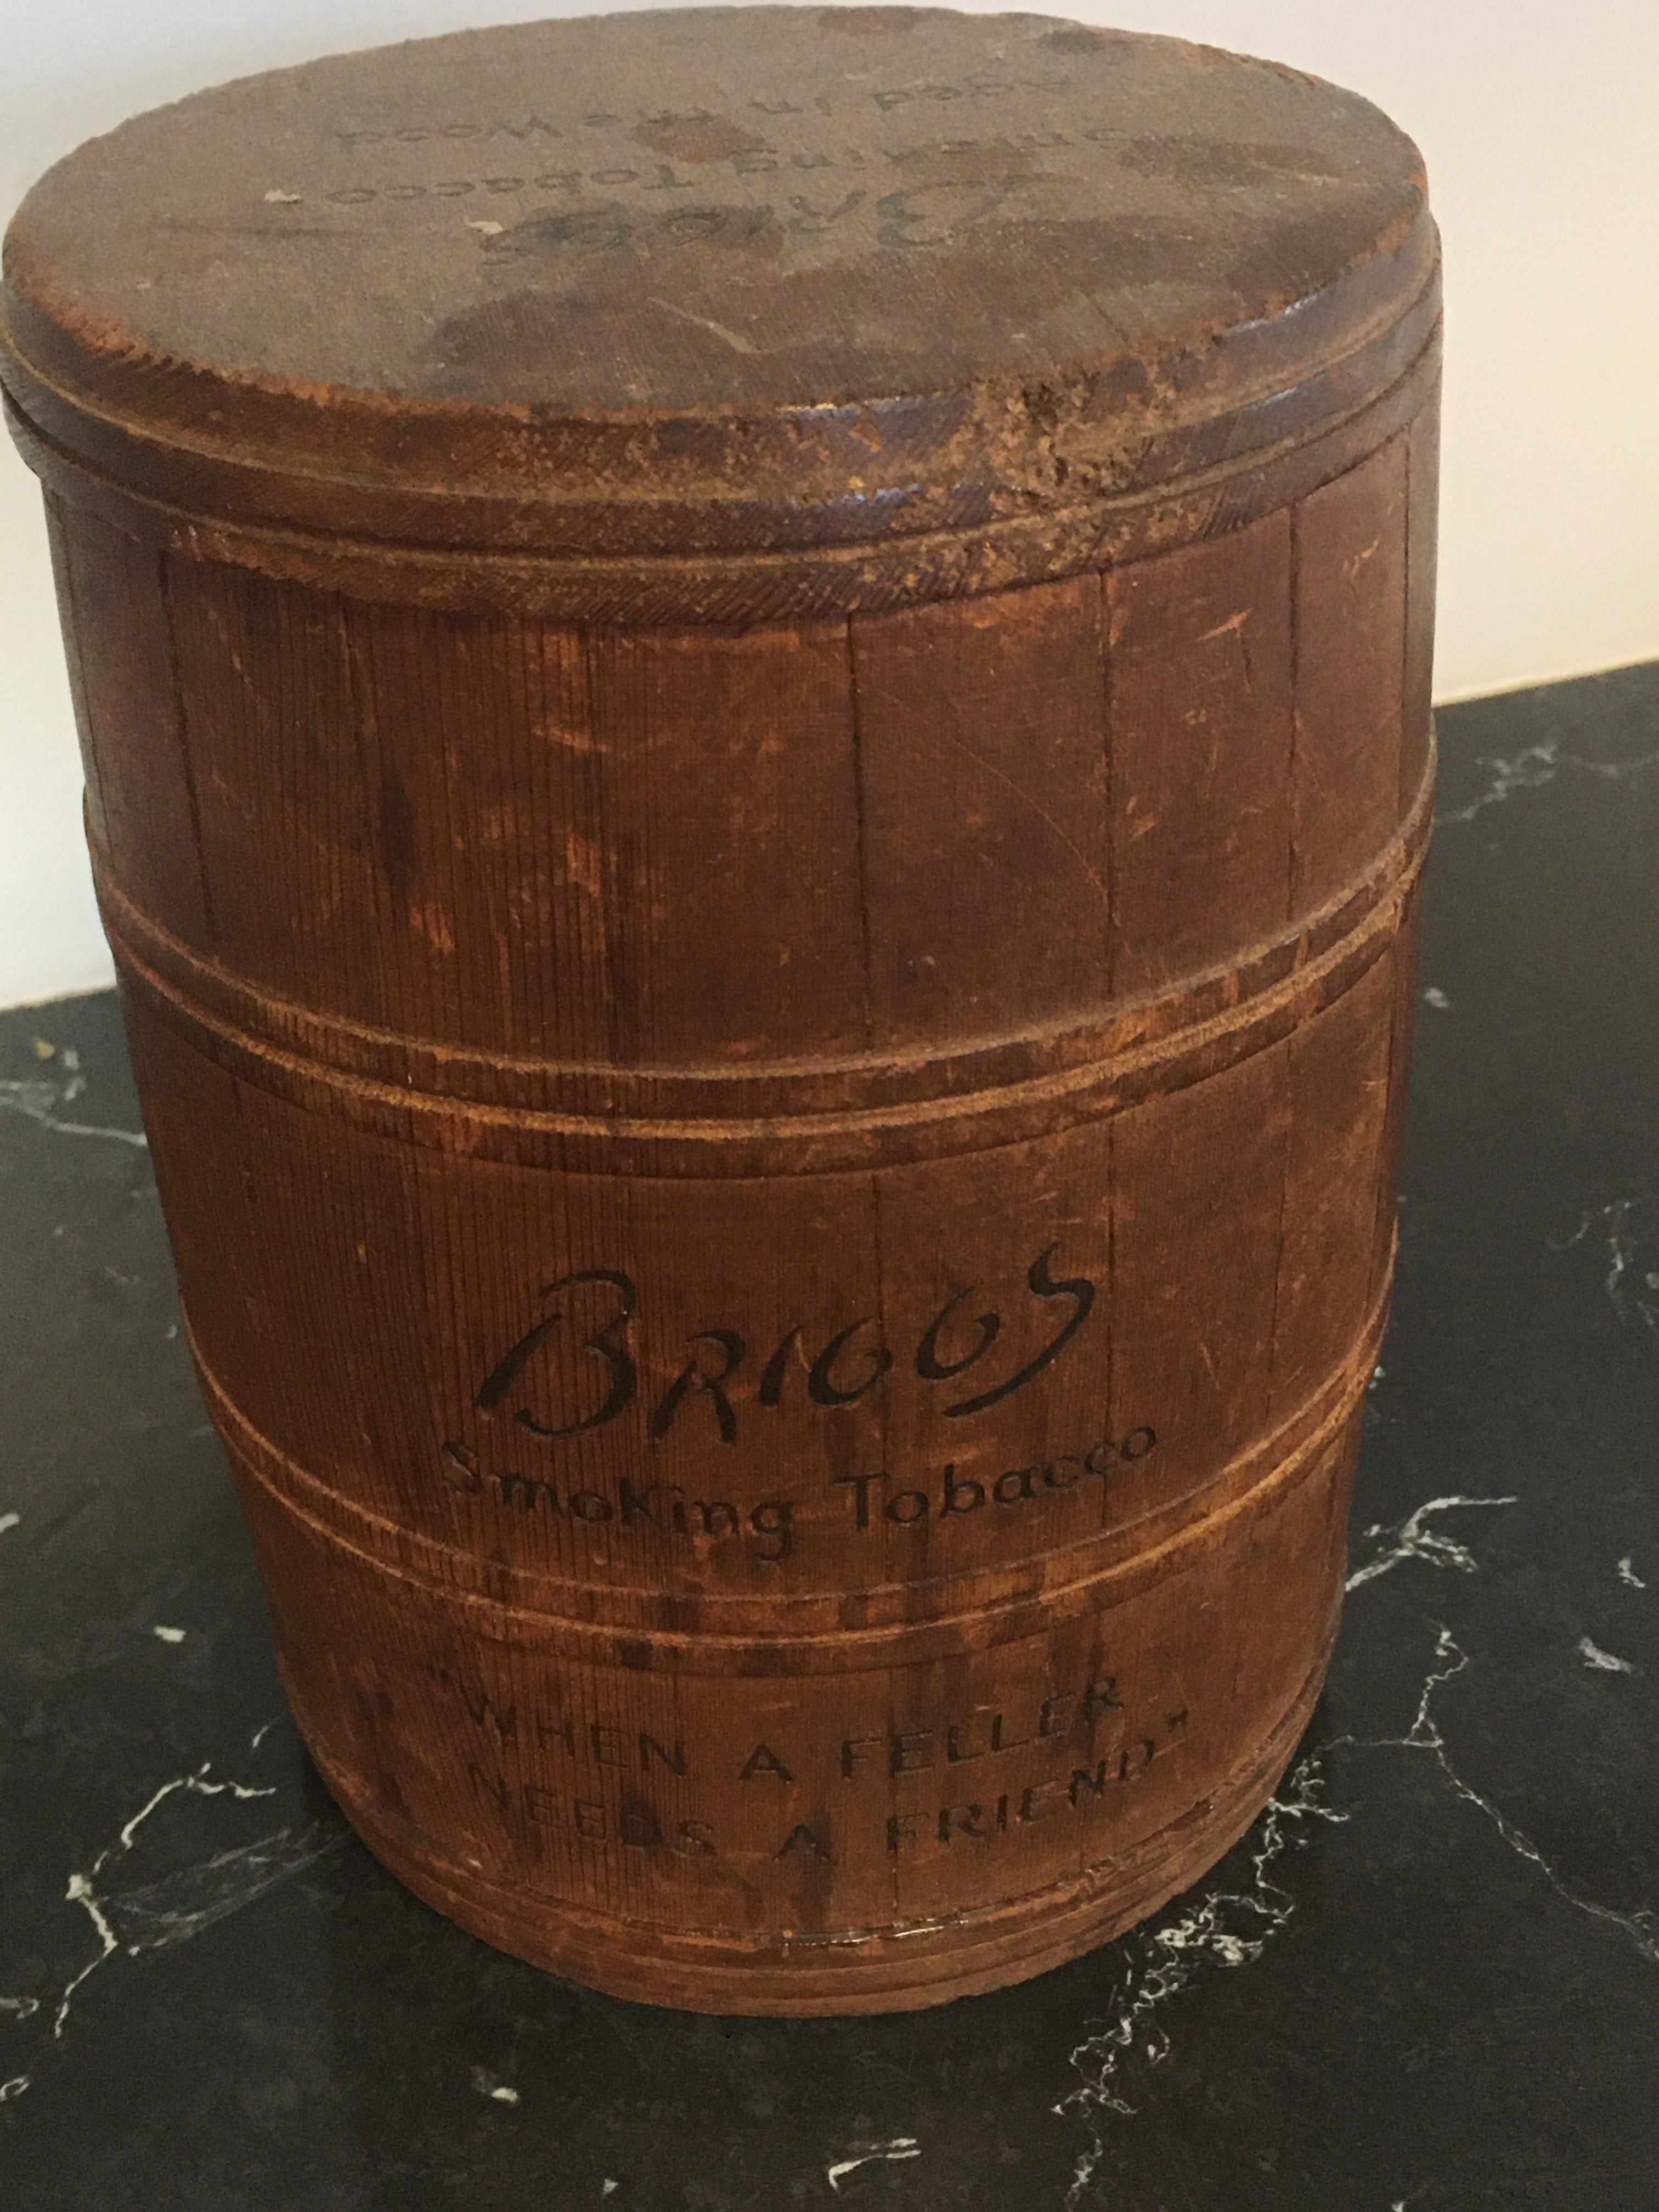 BRIGGS
Smoking Tobacco
Aged in the Wood
BRIGGS
Smoking Tobacco
"WHEN A FELLER
NEEDS A FRIEND"